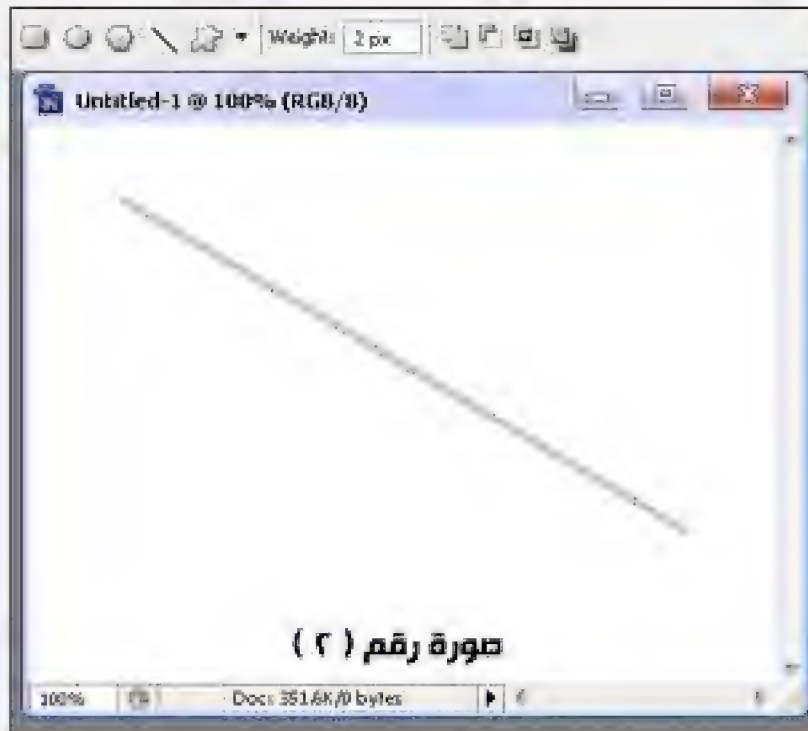 Weight: 2 px
Untitled-1 @ 100% (RGB/8)
صورة رقم ( ٢ )
100% Doc: 351.6K/0 bytes